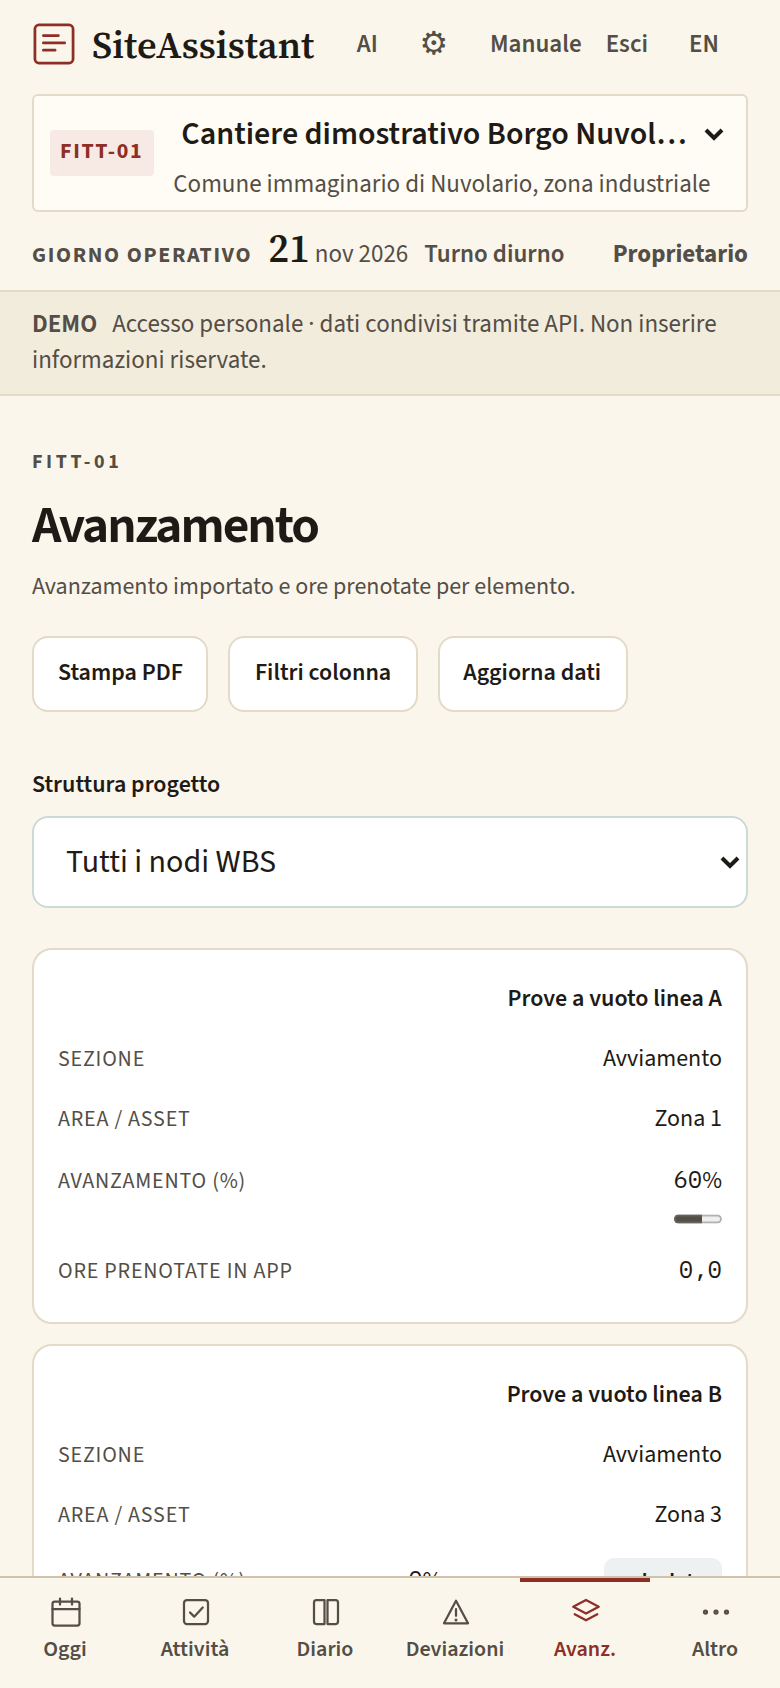 SiteAssistant AI ⚙ Manuale Esci EN
FITT-01 Cantiere dimostrativo Borgo Nuvol…
Comune immaginario di Nuvolario, zona industriale
GIORNO OPERATIVO 21 nov 2026 Turno diurno Proprietario
DEMO Accesso personale · dati condivisi tramite API. Non inserire
informazioni riservate.
FITT-01
Avanzamento
Avanzamento importato e ore prenotate per elemento.
Stampa PDF Filtri colonna Aggiorna dati
Struttura progetto
Tutti i nodi WBS
Prove a vuoto linea A
SEZIONE Avviamento
AREA / ASSET Zona 1
AVANZAMENTO (%) 60%
ORE PRENOTATE IN APP 0,0
Prove a vuoto linea B
SEZIONE Avviamento
AREA / ASSET Zona 3
AVANZAMENTO (%) 0%
Oggi Attività Diario Deviazioni Avanz. Altro